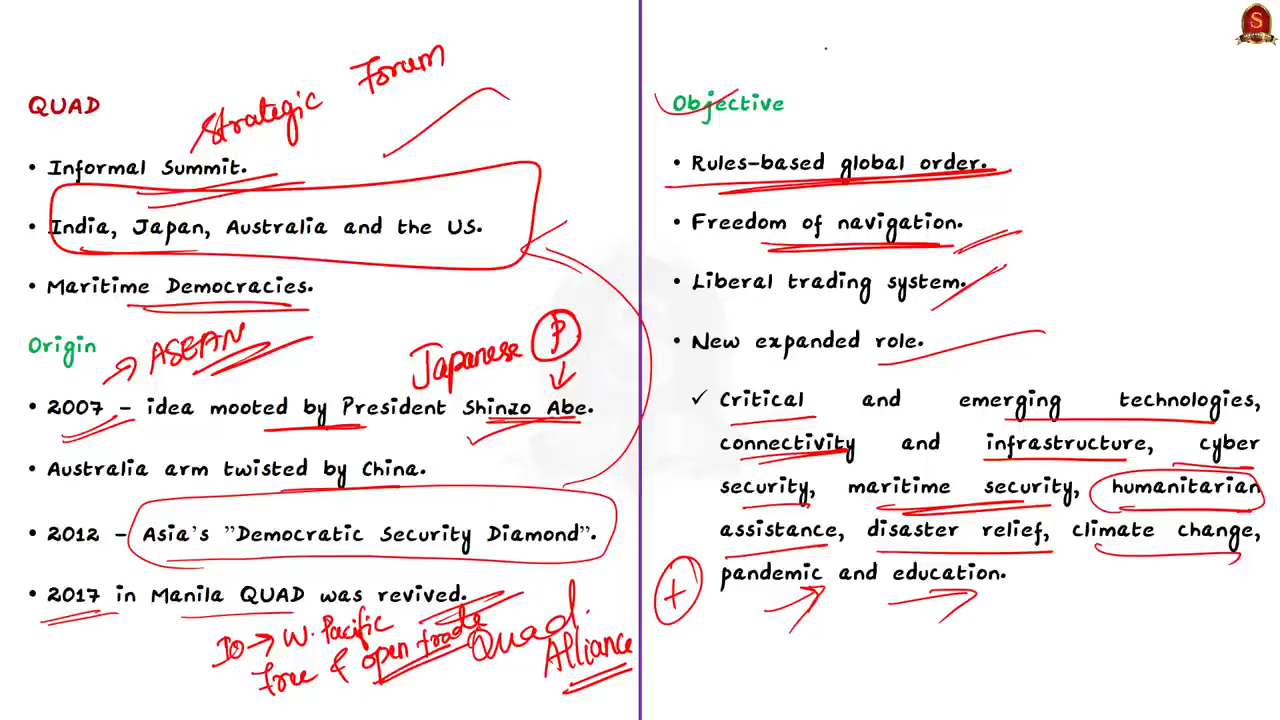 QUAD
Strategic Forum
• Informal Summit.
• India, Japan, Australia and the US.
• Maritime Democracies.
Origin
→ ASEAN
Japanese P
• 2007 – idea mooted by President Shinzo Abe.
• Australia arm twisted by China.
• 2012 – Asia's "Democratic Security Diamond".
• 2017 in Manila QUAD was revived.
IO → W. Pacific
Free & open trade
Quad
Alliance
S
Objective
• Rules-based global order.
• Freedom of navigation.
• Liberal trading system.
• New expanded role.
✓ Critical and emerging technologies,
connectivity and infrastructure, cyber
security, maritime security, humanitarian
assistance, disaster relief, climate change,
+ pandemic and education.